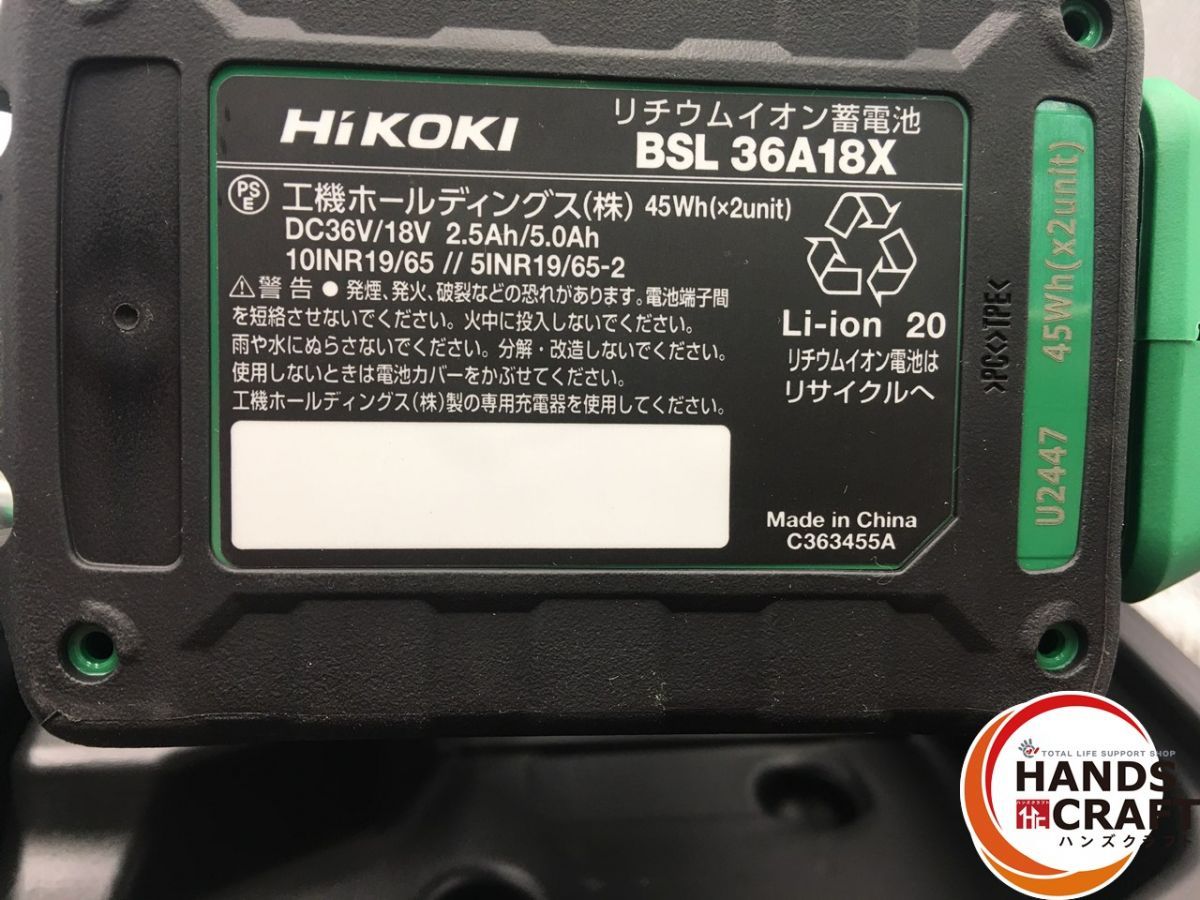 HiKOKI
リチウムイオン蓄電池
BSL 36A18X
PS
E
工機ホールディングス(株) 45Wh(×2unit)
DC36V/18V 2.5Ah/5.0Ah
10INR19/65 // 5INR19/65-2
⚠警告 ● 発煙、発火、破裂などの恐れがあります。電池端子間
を短絡させないでください。火中に投入しないでください。
雨や水にぬらさないでください。分解・改造しないでください。
使用しないときは電池カバーをかぶせてください。
工機ホールディングス(株)製の専用充電器を使用してください。
Li-ion 20
リチウムイオン電池は
リサイクルへ
Made in China
C363455A
>PC<>TPE<
U2447 45Wh(x2unit)
TOTAL LIFE SUPPORT SHOP
HANDS
ハンズクラフト
CRAFT
ハンズクラフト